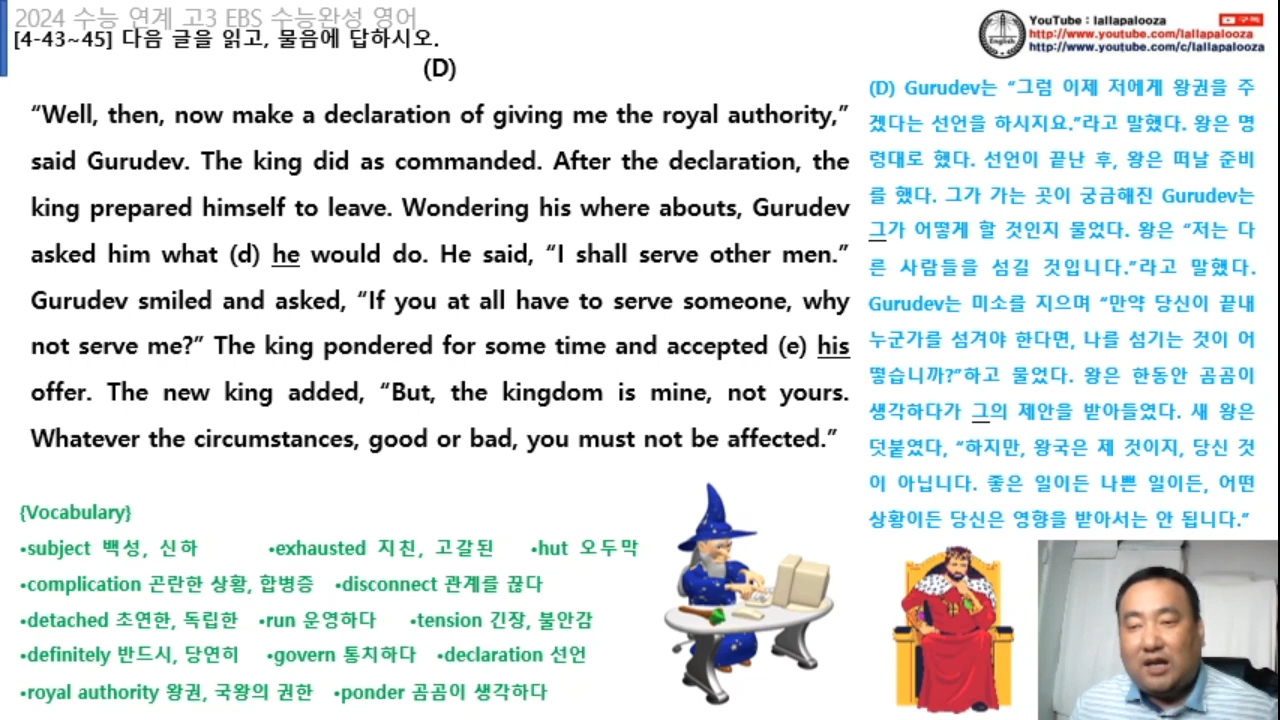 2024 수능 연계 고3 EBS 수능완성 영어
[4-43~45] 다음 글을 읽고, 물음에 답하시오.
YouTube : lallapalooza
구독
http://www.youtube.com/lallapalooza
http://www.youtube.com/c/lallapalooza
English
(D)
“Well, then, now make a declaration of giving me the royal authority,”
said Gurudev. The king did as commanded. After the declaration, the
king prepared himself to leave. Wondering his where abouts, Gurudev
asked him what (d) he would do. He said, “I shall serve other men.”
Gurudev smiled and asked, “If you at all have to serve someone, why
not serve me?” The king pondered for some time and accepted (e) his
offer. The new king added, “But, the kingdom is mine, not yours.
Whatever the circumstances, good or bad, you must not be affected.”
(D) Gurudev는 “그럼 이제 저에게 왕권을 주
겠다는 선언을 하시지요.”라고 말했다. 왕은 명
령대로 했다. 선언이 끝난 후, 왕은 떠날 준비
를 했다. 그가 가는 곳이 궁금해진 Gurudev는
그가 어떻게 할 것인지 물었다. 왕은 “저는 다
른 사람들을 섬길 것입니다.”라고 말했다.
Gurudev는 미소를 지으며 “만약 당신이 끝내
누군가를 섬겨야 한다면, 나를 섬기는 것이 어
떻습니까?”하고 물었다. 왕은 한동안 곰곰이
생각하다가 그의 제안을 받아들였다. 새 왕은
덧붙였다, “하지만, 왕국은 제 것이지, 당신 것
이 아닙니다. 좋은 일이든 나쁜 일이든, 어떤
상황이든 당신은 영향을 받아서는 안 됩니다.”
{Vocabulary}
•subject 백성, 신하 •exhausted 지친, 고갈된 •hut 오두막
•complication 곤란한 상황, 합병증 •disconnect 관계를 끊다
•detached 초연한, 독립한 •run 운영하다 •tension 긴장, 불안감
•definitely 반드시, 당연히 •govern 통치하다 •declaration 선언
•royal authority 왕권, 국왕의 권한 •ponder 곰곰이 생각하다